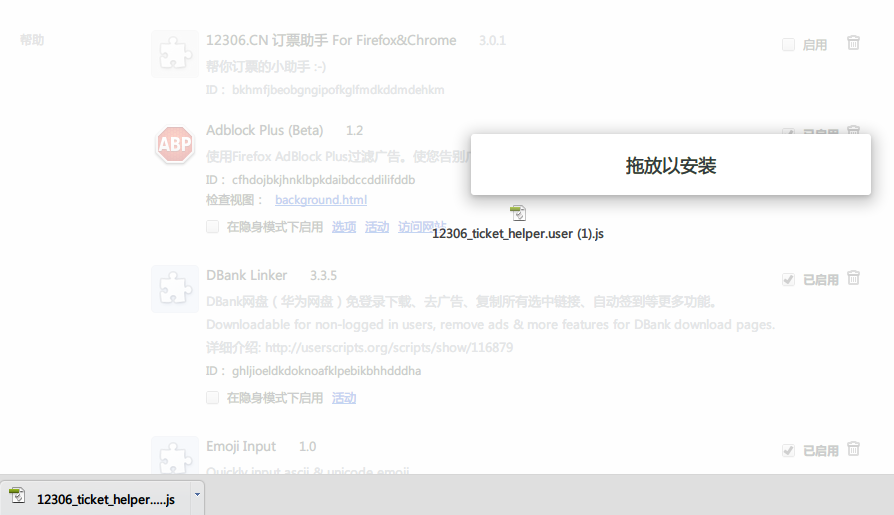 帮助
12306.CN 订票助手 For Firefox&Chrome 3.0.1
启用
帮你订票的小助手 :-)
ID： bkhmfjbeobgngipofkglfmdkddmdehkm
Adblock Plus (Beta) 1.2
已启用
使用Firefox AdBlock Plus过滤广告。使您告别
拖放以安装
ID： cfhdojbkjhnklbpkdaibdccddilifddb
检查视图： background.html
在隐身模式下启用 选项 活动 访问网站
12306_ticket_helper.user (1).js
DBank Linker 3.3.5
已启用
DBank网盘（华为网盘）免登录下载、去广告、复制所有选中链接、自动签到等更多功能。
Downloadable for non-logged in users, remove ads & more features for DBank download pages.
详细介绍: http://userscripts.org/scripts/show/116879
ID： ghljioeldkdoknoafklpebikbhhdddha
在隐身模式下启用 活动
Emoji Input 1.0
已启用
Quickly input ascii & unicode emoji
12306_ticket_helper.....js